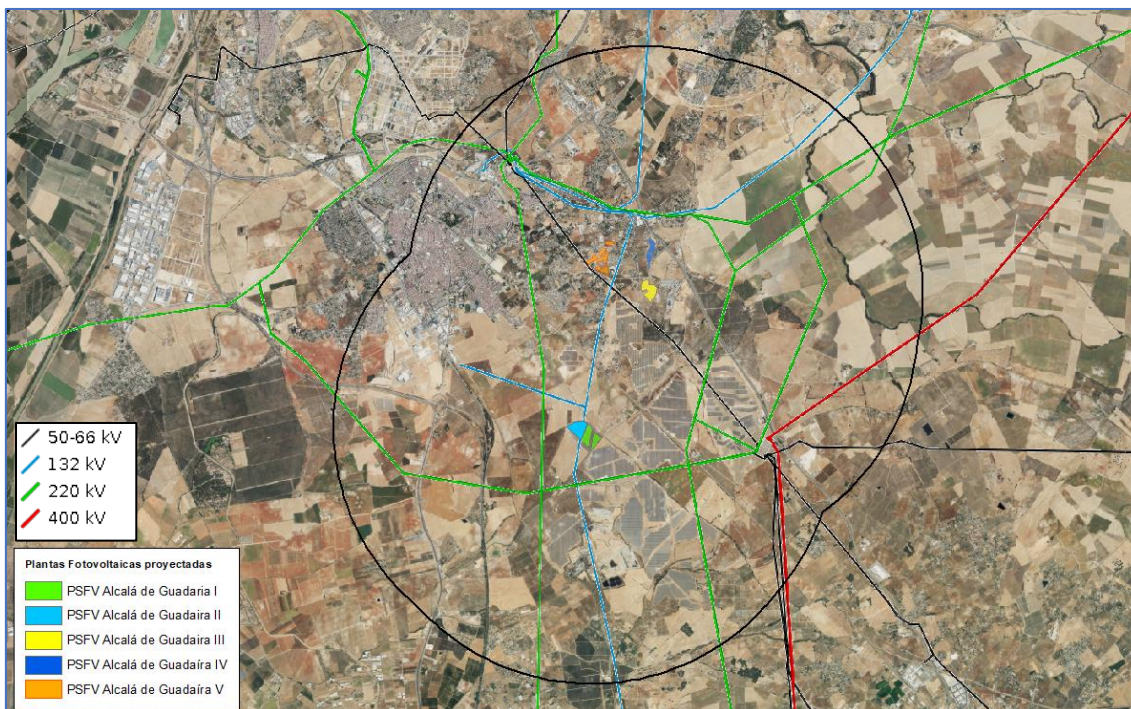 50-66 kV
132 kV
220 kV
400 kV
Plantas Fotovoltaicas proyectadas
PSFV Alcalá de Guadaria I
PSFV Alcalá de Guadaira II
PSFV Alcalá de Guadaira III
PSFV Alcalá de Guadaíra IV
PSFV Alcalá de Guadaíra V